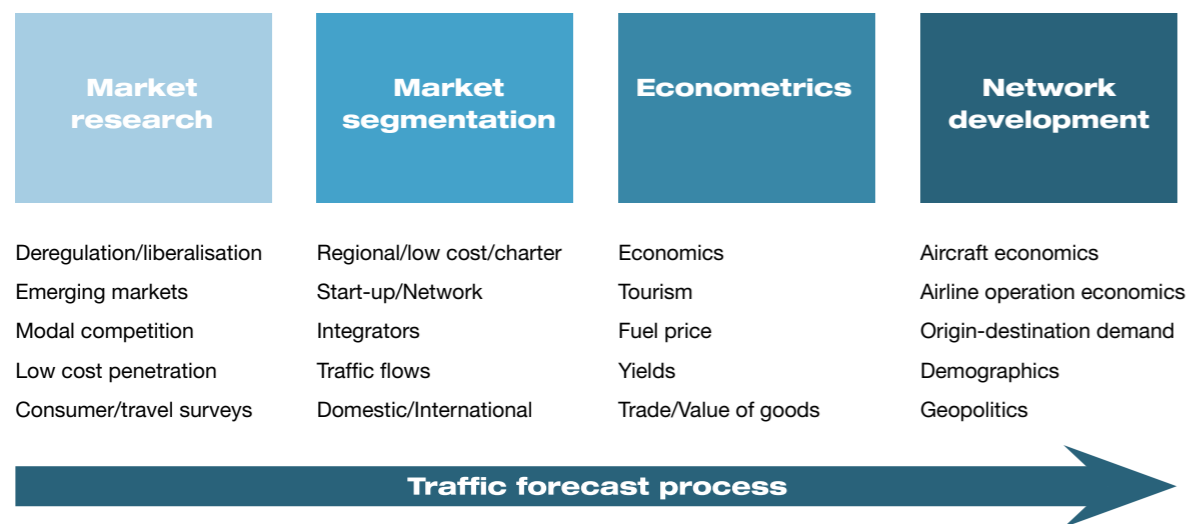 Market
research
Market
segmentation
Econometrics
Network
development
Deregulation/liberalisation
Emerging markets
Modal competition
Low cost penetration
Consumer/travel surveys
Regional/low cost/charter
Start-up/Network
Integrators
Traffic flows
Domestic/International
Economics
Tourism
Fuel price
Yields
Trade/Value of goods
Aircraft economics
Airline operation economics
Origin-destination demand
Demographics
Geopolitics
Traffic forecast process